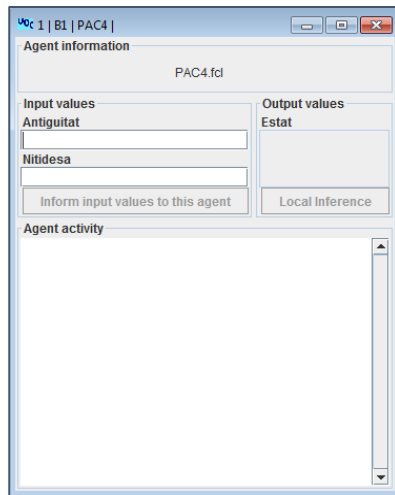 UOC 1 | B1 | PAC4 |
Agent information
PAC4.fcl
Input values
Output values
Antiguitat
Estat
Nitidesa
Inform input values to this agent
Local Inference
Agent activity